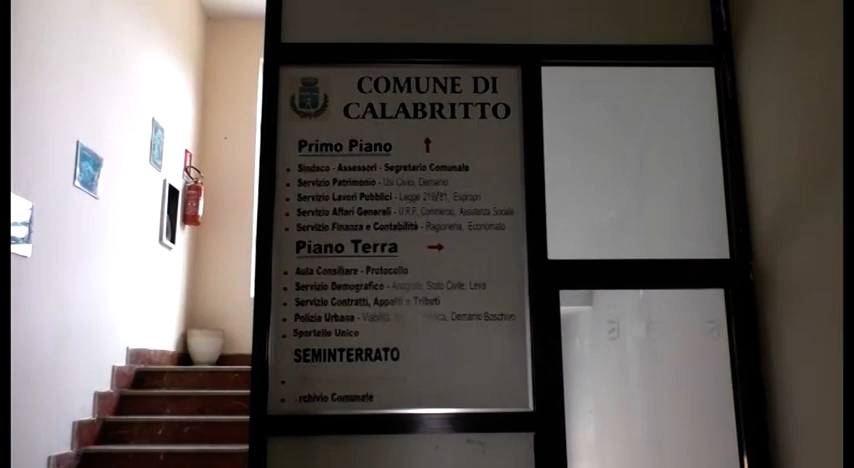 COMUNE DI
CALABRITTO
Primo Piano
Sindaco - Assessori - Segretario Comunale
Servizio Patrimonio - Usi Civici, Demanio
Servizio Lavori Pubblici - Legge 219/81, Espropri
Servizio Affari Generali - U.R.P., Commercio, Assistenza Sociale
Servizio Finanza e Contabilità - Ragioneria, Economato
Piano Terra
Aula Consiliare - Protocollo
Servizio Demografico - Anagrafe, Stato Civile, Leva
Servizio Contratti, Appalti e Tributi
Polizia Urbana - Viabilità, Demanio Boschivo
Sportello Unico
SEMINTERRATO
rchivio Comunale